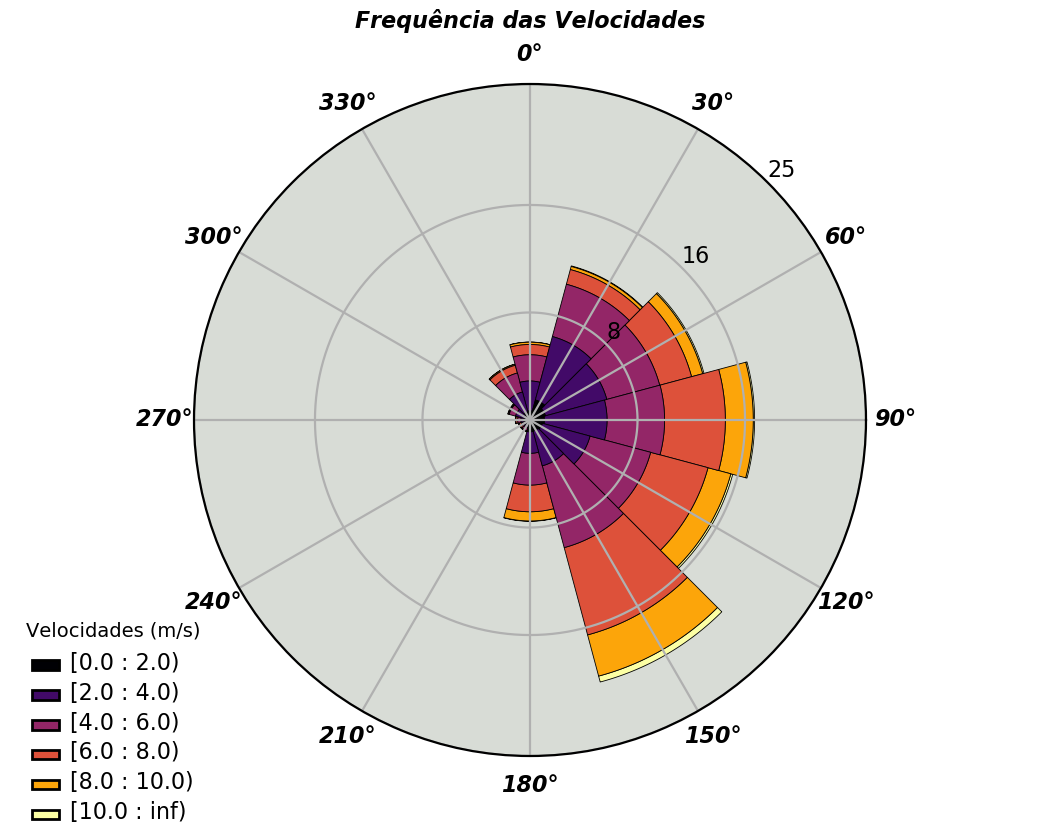 Frequência das Velocidades
0°
330°
30°
25
300°
60°
16
8
270°
90°
240°
120°
210°
150°
180°
Velocidades (m/s)
[0.0 : 2.0)
[2.0 : 4.0)
[4.0 : 6.0)
[6.0 : 8.0)
[8.0 : 10.0)
[10.0 : inf)